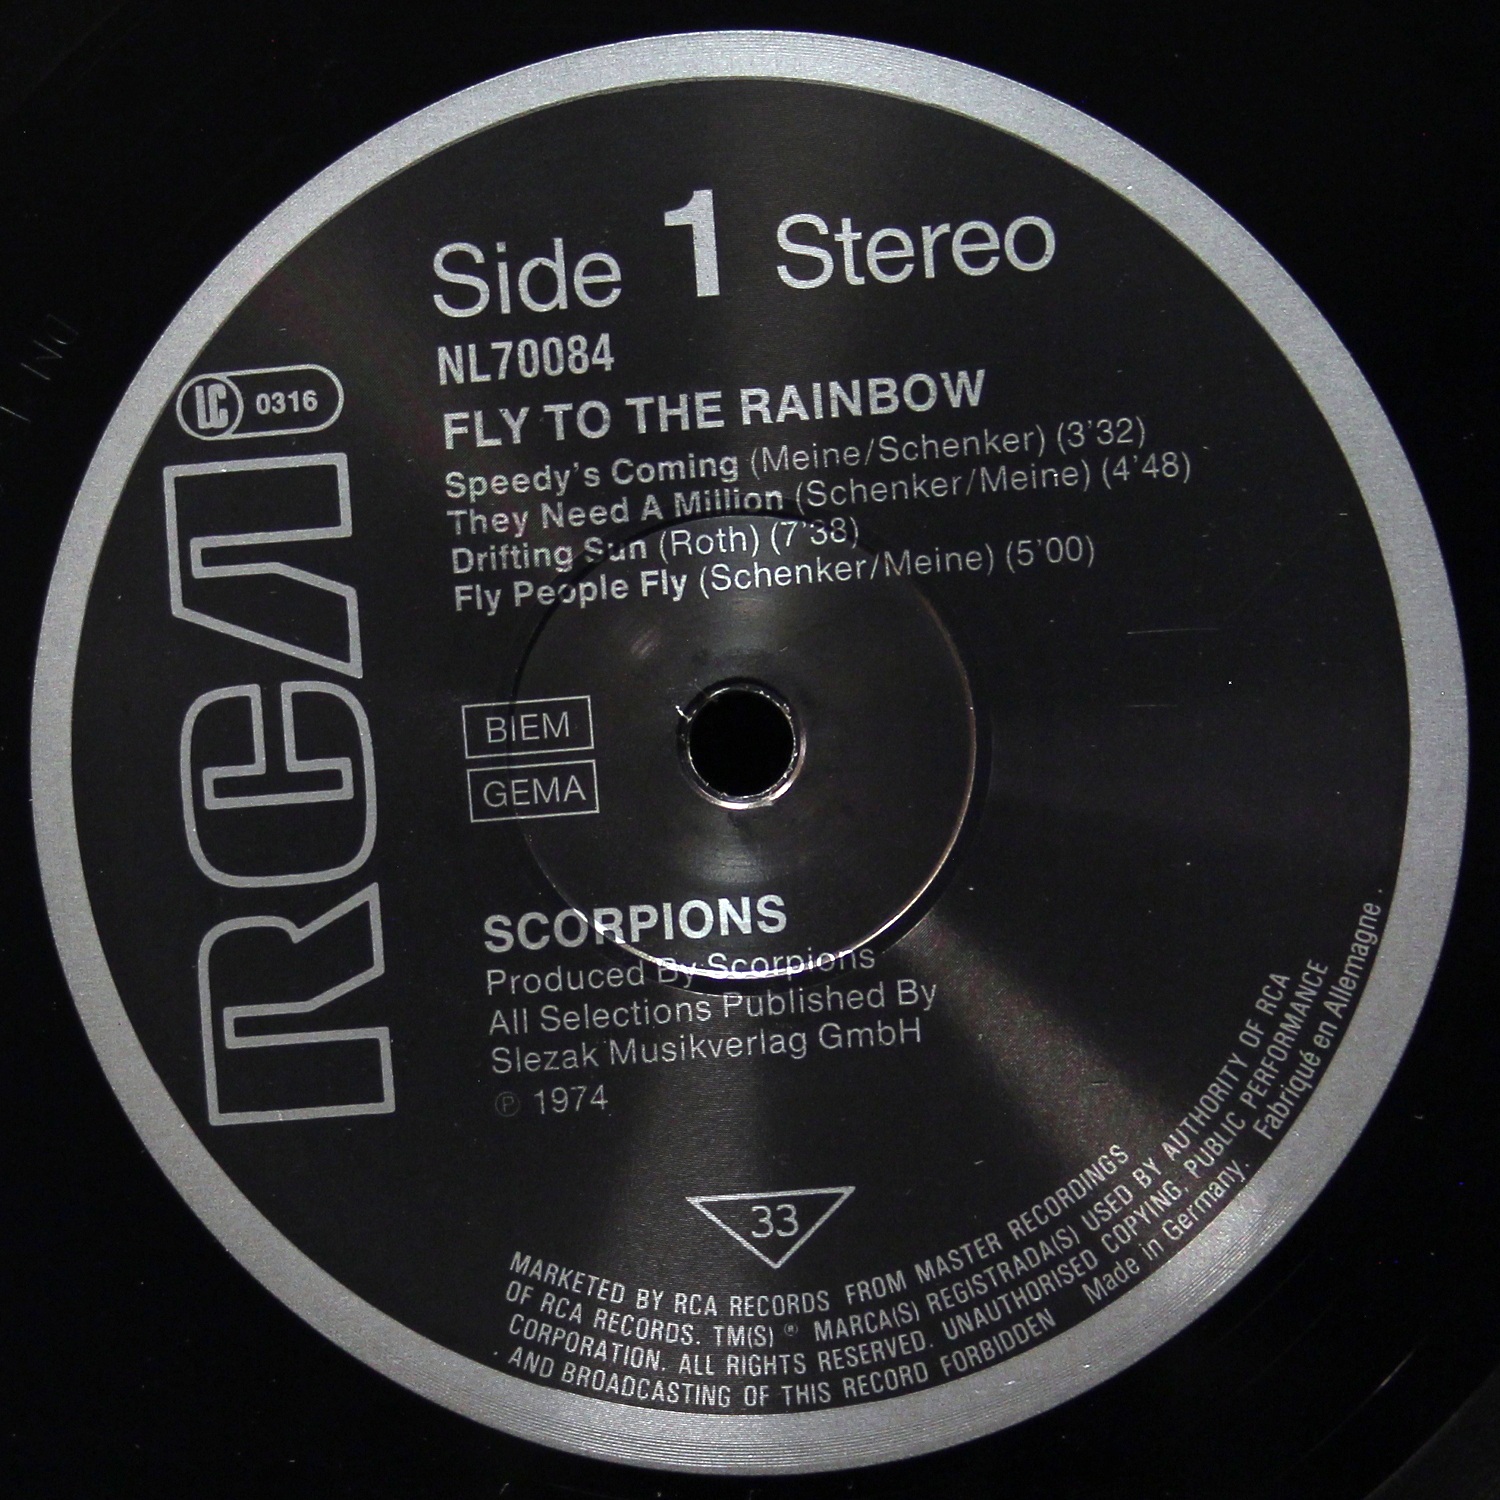 Side 1 Stereo
NL70084
LC 0316
FLY TO THE RAINBOW
Speedy's Coming (Meine/Schenker) (3'32)
They Need A Million (Schenker/Meine) (4'48)
Drifting Sun (Roth) (7'38)
Fly People Fly (Schenker/Meine) (5'00)
RCA
BIEM
GEMA
SCORPIONS
Produced By Scorpions
All Selections Published By
Slezak Musikverlag GmbH
℗ 1974
33
MARKETED BY RCA RECORDS FROM MASTER RECORDINGS
OF RCA RECORDS. TM(S) ® MARCA(S) REGISTRADA(S) USED BY AUTHORITY OF RCA
CORPORATION. ALL RIGHTS RESERVED. UNAUTHORISED COPYING, PUBLIC PERFORMANCE
AND BROADCASTING OF THIS RECORD FORBIDDEN Made in Germany. Fabriqué en Allemagne.